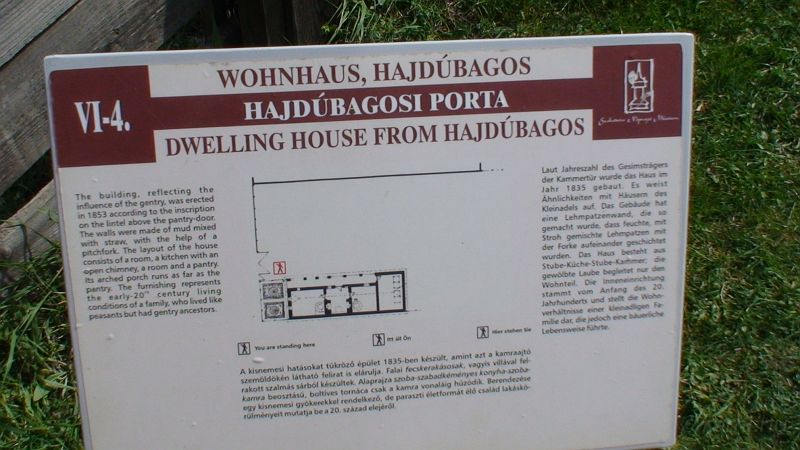 WOHNHAUS, HAJDÚBAGOS
VI-4.
HAJDÚBAGOSI PORTA
DWELLING HOUSE FROM HAJDÚBAGOS
Szabadtéri Néprajzi Múzeum
The building, reflecting the
influence of the gentry, was erected
in 1853 according to the inscription
on the lintel above the pantry-door.
The walls were made of mud mixed
with straw, with the help of a
pitchfork. The layout of the house
consists of a room, a kitchen with an
open chimney, a room and a pantry.
Its arched porch runs as far as the
pantry. The furnishing represents
the early-20th century living
conditions of a family, who lived like
peasants but had gentry ancestors.
Laut Jahreszahl des Gesimsträgers
der Kammertür wurde das Haus im
Jahr 1835 gebaut. Es weist
Ähnlichkeiten mit Häusern des
Kleinadels auf. Das Gebäude hat
eine Lehmpatzenwand, die so
gemacht wurde, dass feuchte, mit
Stroh gemischte Lehmpatzen mit
der Forke aufeinander geschichtet
wurden. Das Haus besteht aus
Stube-Küche-Stube-Kammer; die
gewölbte Laube begleitet nur den
Wohnteil. Die Inneneinrichtung
stammt vom Anfang des 20.
Jahrhunderts und stellt die Wohn-
verhältnisse einer kleinadligen Fa-
milie dar, die jedoch eine bäuerliche
Lebensweise führte.
You are standing here
Itt áll Ön
Hier stehen Sie
A kisnemesi hatásokat tükröző épület 1835-ben készült, amint azt a kamraajtó
szemöldökén látható felirat is elárulja. Falai fecskerakásosak, vagyis villával fel-
rakott szalmás sárból készültek. Alaprajza szoba-szabadkéményes konyha-szoba-
kamra beosztású, boltíves tornáca csak a kamra vonaláig húzódik. Berendezése
egy kisnemesi gyökerekkel rendelkező, de paraszti életformát élő család lakáskö-
rülményeit mutatja be a 20. század elejéről.